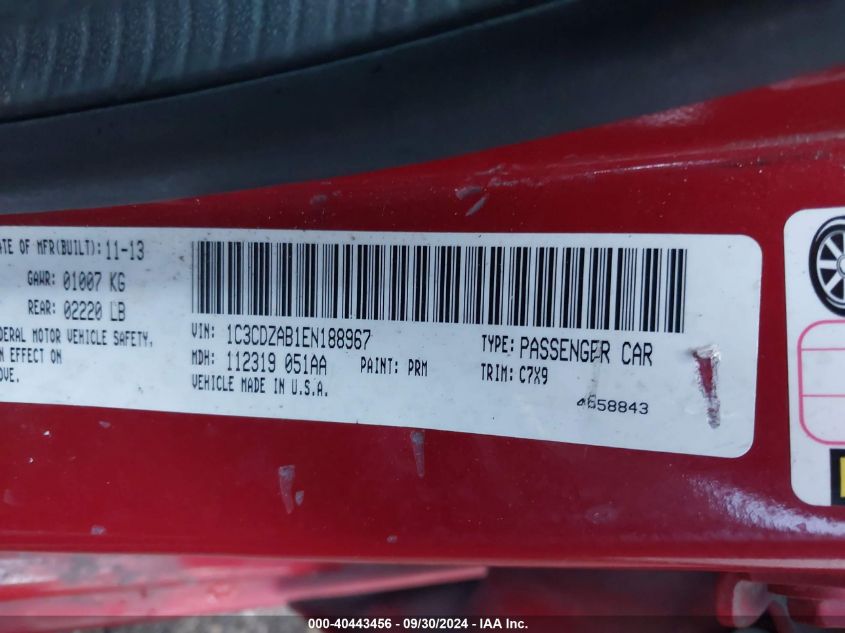 ATE OF MFR(BUILT): 11-13
GAWR: 01007 KG
REAR: 02220 LB
DERAL MOTOR VEHICLE SAFETY.
N EFFECT ON
OVE.
VIN: 1C3CDZAB1EN188967
TYPE: PASSENGER CAR
MDH: 112319 051AA PAINT: PRM
TRIM: C7X9
VEHICLE MADE IN U.S.A.
4658843
000-40443456 - 09/30/2024 - IAA Inc.